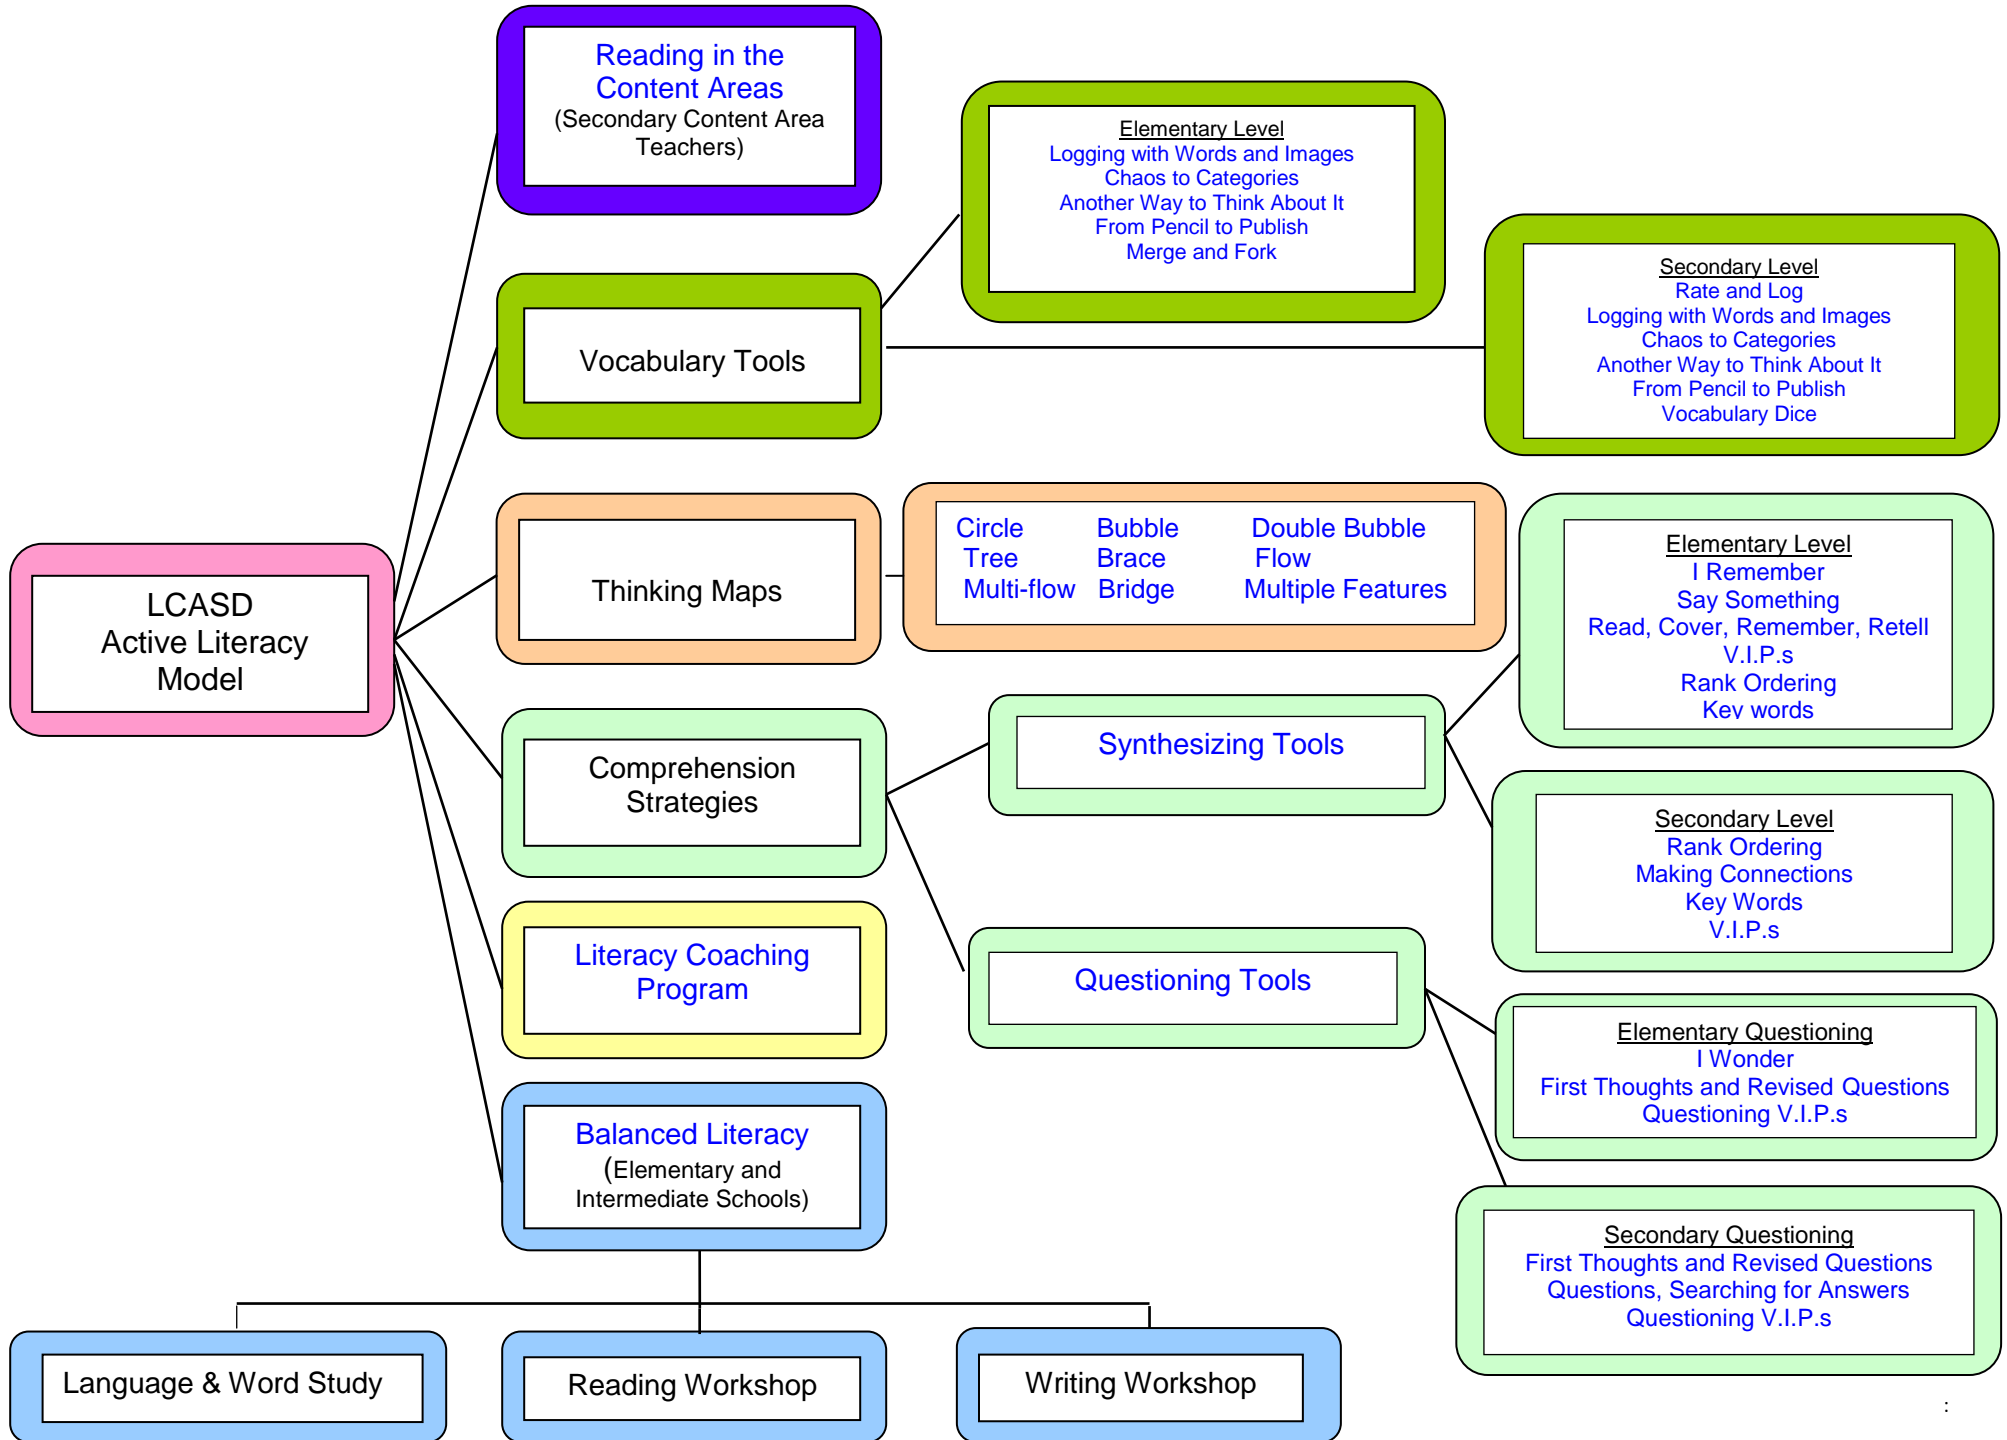 Reading in the
Content Areas
(Secondary Content Area
Teachers)
Elementary Level
Logging with Words and Images
Chaos to Categories
Another Way to Think About It
From Pencil to Publish
Merge and Fork
Vocabulary Tools
Secondary Level
Rate and Log
Logging with Words and Images
Chaos to Categories
Another Way to Think About It
From Pencil to Publish
Vocabulary Dice
LCASD
Active Literacy
Model
Thinking Maps
Circle Bubble Double Bubble
Tree Brace Flow
Multi-flow Bridge Multiple Features
Comprehension
Strategies
Synthesizing Tools
Elementary Level
I Remember
Say Something
Read, Cover, Remember, Retell
V.I.P.s
Rank Ordering
Key words
Secondary Level
Rank Ordering
Making Connections
Key Words
V.I.P.s
Questioning Tools
Elementary Questioning
I Wonder
First Thoughts and Revised Questions
Questioning V.I.P.s
Secondary Questioning
First Thoughts and Revised Questions
Questions, Searching for Answers
Questioning V.I.P.s
Literacy Coaching
Program
Balanced Literacy
(Elementary and
Intermediate Schools)
Language & Word Study
Reading Workshop
Writing Workshop
: